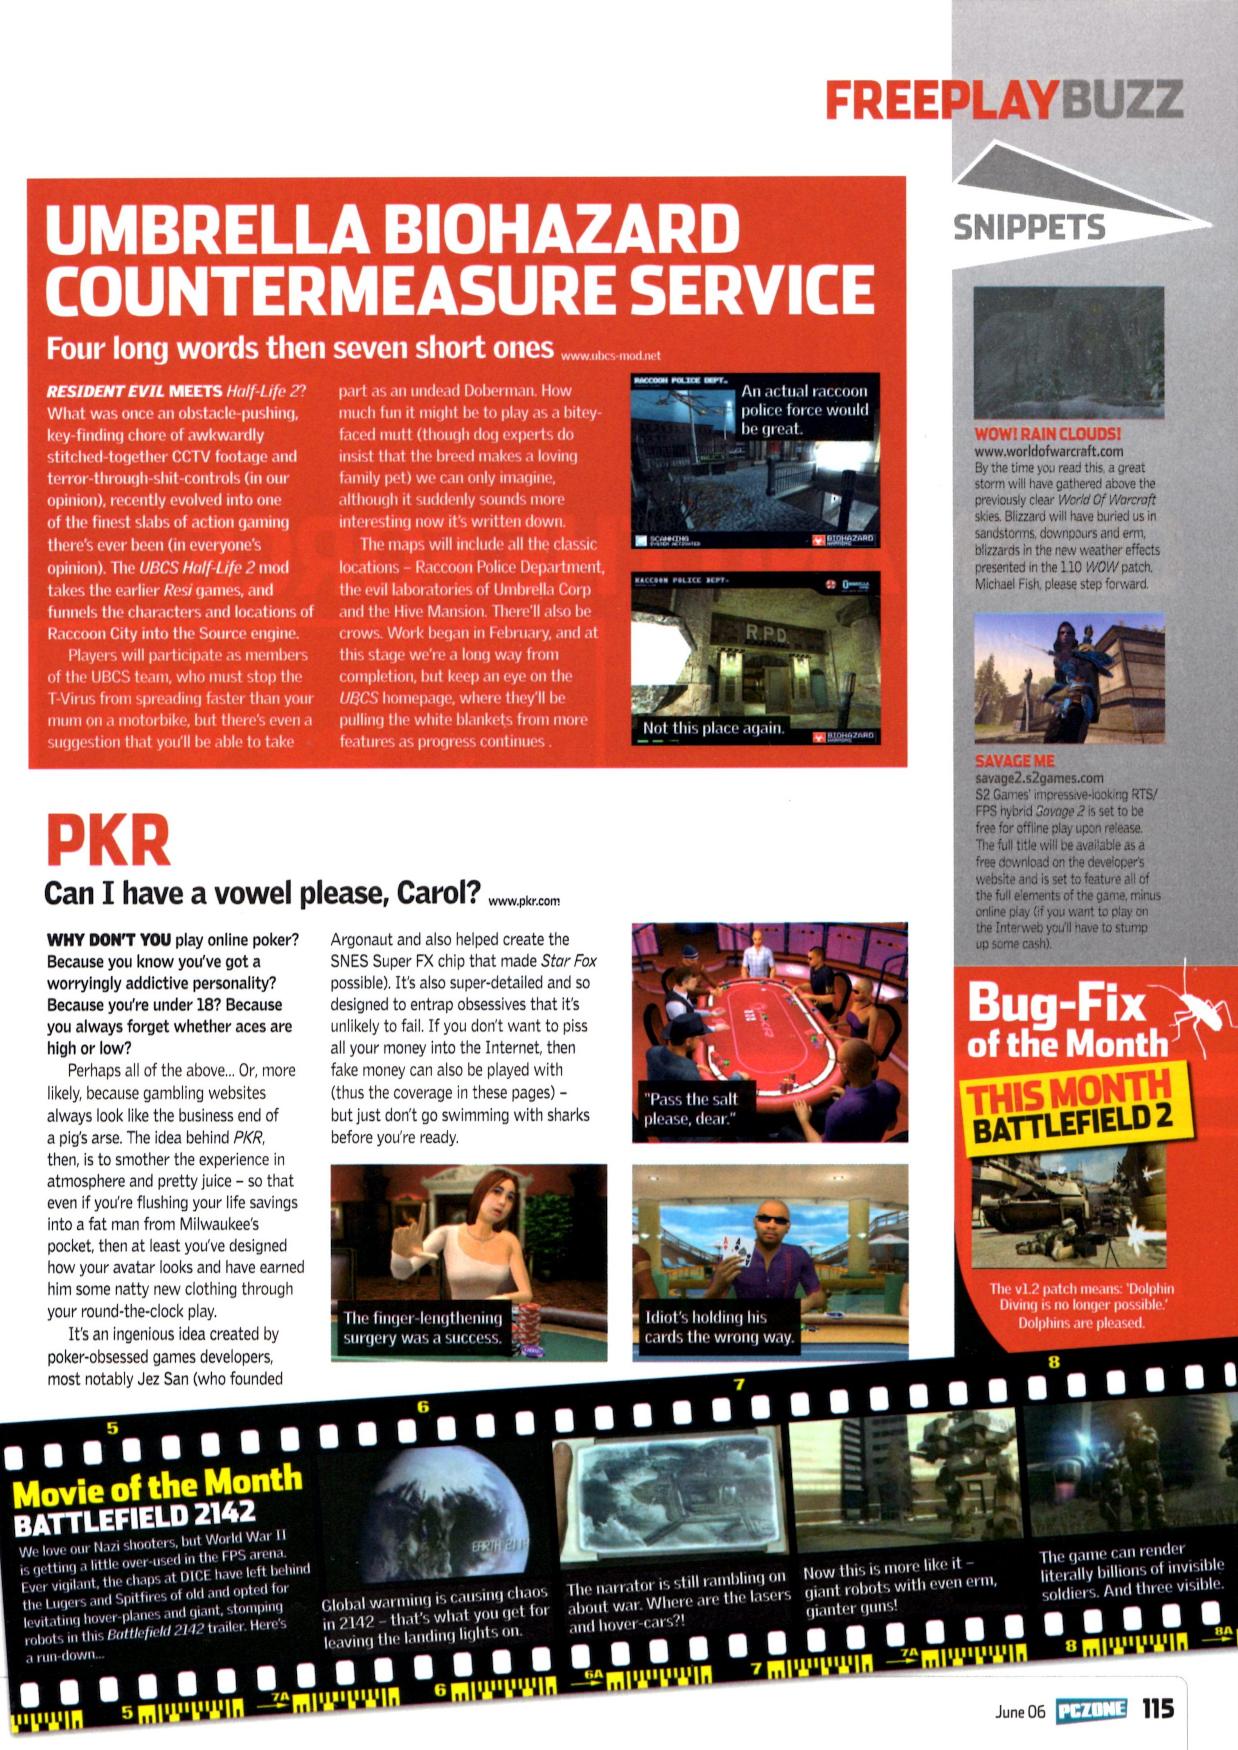 FREEPLAYBUZZ
UMBRELLA BIOHAZARD
COUNTERMEASURE SERVICE
Four long words then seven short ones www.ubcs-mod.net
RESIDENT EVIL MEETS Half-Life 2?
What was once an obstacle-pushing,
key-finding chore of awkwardly
stitched-together CCTV footage and
terror-through-shit-controls (in our
opinion), recently evolved into one
of the finest slabs of action gaming
there's ever been (in everyone's
opinion). The UBCS Half-Life 2 mod
takes the earlier Resi games, and
funnels the characters and locations of
Raccoon City into the Source engine.
Players will participate as members
of the UBCS team, who must stop the
T-Virus from spreading faster than your
mum on a motorbike, but there's even a
suggestion that you'll be able to take
part as an undead Doberman. How
much fun it might be to play as a bitey-
faced mutt (though dog experts do
insist that the breed makes a loving
family pet) we can only imagine,
although it suddenly sounds more
interesting now it's written down.
The maps will include all the classic
locations – Raccoon Police Department,
the evil laboratories of Umbrella Corp
and the Hive Mansion. There'll also be
crows. Work began in February, and at
this stage we're a long way from
completion, but keep an eye on the
UBCS homepage, where they'll be
pulling the white blankets from more
features as progress continues .
RACCOON POLICE DEPT.
An actual raccoon
police force would
be great.
SCANNING
SYSTEM ACTIVATED
BIOHAZARD
WARNING
RACCOON POLICE DEPT.
UMBRELLA
R.P.D.
Not this place again.
BIOHAZARD
WARNING
PKR
Can I have a vowel please, Carol? www.pkr.com
WHY DON'T YOU play online poker?
Because you know you've got a
worryingly addictive personality?
Because you're under 18? Because
you always forget whether aces are
high or low?
Perhaps all of the above... Or, more
likely, because gambling websites
always look like the business end of
a pig's arse. The idea behind PKR,
then, is to smother the experience in
atmosphere and pretty juice – so that
even if you're flushing your life savings
into a fat man from Milwaukee's
pocket, then at least you've designed
how your avatar looks and have earned
him some natty new clothing through
your round-the-clock play.
It's an ingenious idea created by
poker-obsessed games developers,
most notably Jez San (who founded
Argonaut and also helped create the
SNES Super FX chip that made Star Fox
possible). It's also super-detailed and so
designed to entrap obsessives that it's
unlikely to fail. If you don't want to piss
all your money into the Internet, then
fake money can also be played with
(thus the coverage in these pages) –
but just don't go swimming with sharks
before you're ready.
"Pass the salt
please, dear."
The finger-lengthening
surgery was a success.
Idiot's holding his
cards the wrong way.
SNIPPETS
WOW! RAIN CLOUDS!
www.worldofwarcraft.com
By the time you read this, a great
storm will have gathered above the
previously clear World Of Warcraft
skies. Blizzard will have buried us in
sandstorms, downpours and erm,
blizzards in the new weather effects
presented in the 1.10 WOW patch.
Michael Fish, please step forward.
SAVAGE ME
savage2.s2games.com
S2 Games' impressive-looking RTS/
FPS hybrid Savage 2 is set to be
free for offline play upon release.
The full title will be available as a
free download on the developer's
website and is set to feature all of
the full elements of the game, minus
online play (if you want to play on
the Interweb you'll have to stump
up some cash).
Bug-Fix
of the Month
THIS MONTH
BATTLEFIELD 2
The v1.2 patch means: 'Dolphin
Diving is no longer possible.'
Dolphins are pleased.
5
6
7
8
Movie of the Month
BATTLEFIELD 2142
We love our Nazi shooters, but World War II
is getting a little over-used in the FPS arena.
Ever vigilant, the chaps at DICE have left behind
the Lugers and Spitfires of old and opted for
levitating hover-planes and giant, stomping
robots in this Battlefield 2142 trailer. Here's
a run-down...
Global warming is causing chaos
in 2142 – that's what you get for
leaving the landing lights on.
The narrator is still rambling on
about war. Where are the lasers
and hover-cars?!
Now this is more like it –
giant robots with even erm,
gianter guns!
The game can render
literally billions of invisible
soldiers. And three visible.
5
7A
6
6A
7
7A
8
8A
June 06 PCZONE 115